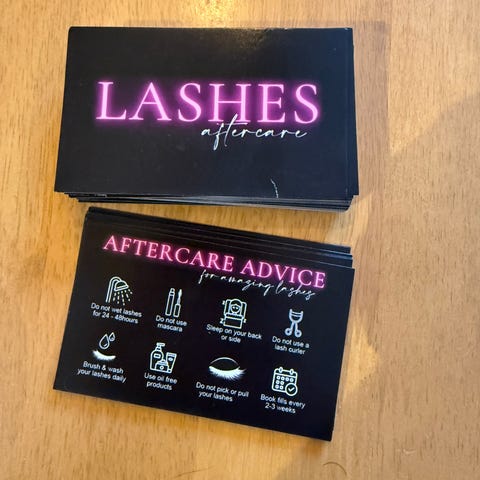 LASHES
aftercare
AFTERCARE ADVICE
for amazing lashes
Do not wet lashes
for 24 - 48hours
Do not use
mascara
Sleep on your back
or side
Do not use a
lash curler
Brush & wash
your lashes daily
Use oil free
products
Do not pick or pull
your lashes
Book fills every
2-3 weeks